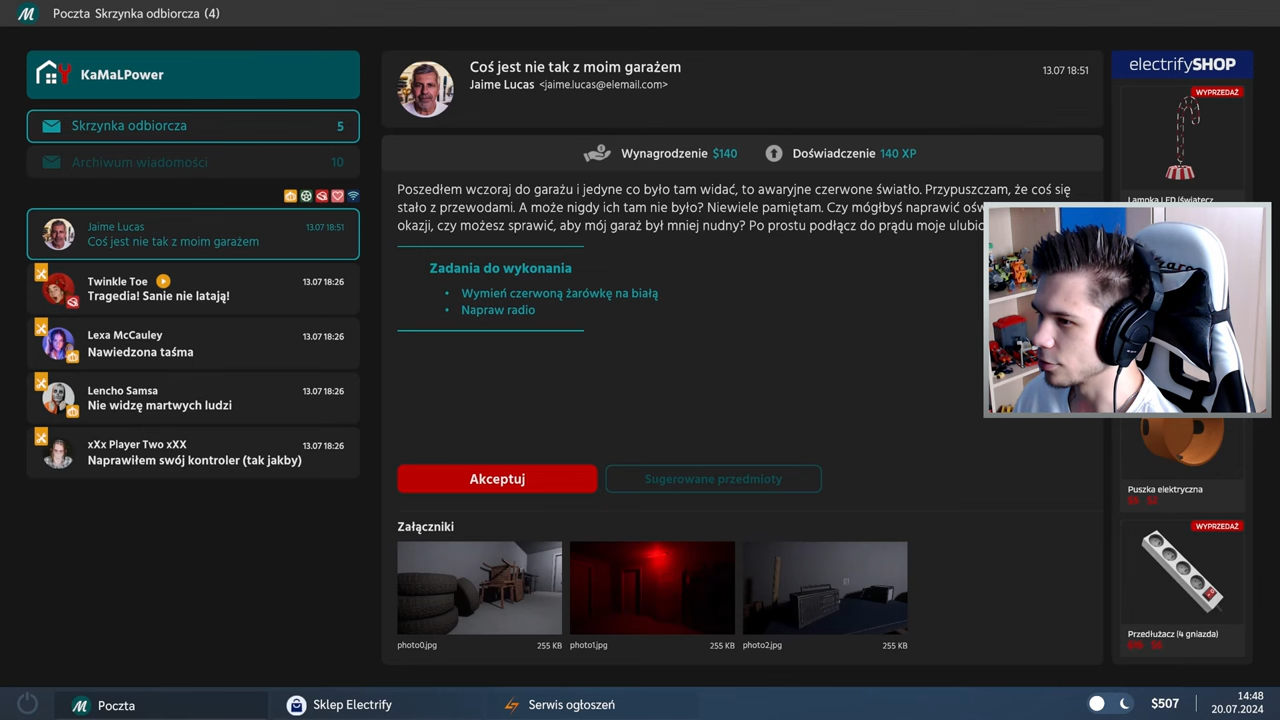 Poczta Skrzynka odbiorcza (4)
KaMaLPower
Skrzynka odbiorcza 5
Archiwum wiadomości 10
Jaime Lucas 13.07 18:51
Coś jest nie tak z moim garażem
Twinkle Toe 13.07 18:26
Tragedia! Sanie nie latają!
Lexa McCauley 13.07 18:26
Nawiedzona taśma
Lencho Samsa 13.07 18:26
Nie widzę martwych ludzi
xXx Player Two xXX 13.07 18:26
Naprawiłem swój kontroler (tak jakby)
Coś jest nie tak z moim garażem
Jaime Lucas <jaime.lucas@elemail.com>
13.07 18:51
Wynagrodzenie $140 Doświadczenie 140 XP
Poszedłem wczoraj do garażu i jedyne co było tam widać, to awaryjne czerwone światło. Przypuszczam, że coś się
stało z przewodami. A może nigdy ich tam nie było? Niewiele pamiętam. Czy mógłbyś naprawić
okazji, czy możesz sprawić, aby mój garaż był mniej nudny? Po prostu podłącz do prądu moje
Zadania do wykonania
• Wymień czerwoną żarówkę na białą
• Napraw radio
Akceptuj
Sugerowane przedmioty
Załączniki
photo0.jpg 255 KB
photo1.jpg 255 KB
photo2.jpg 255 KB
electrifySHOP
WYPRZEDAŻ
Lampka LED (świątecz
Puszka elektryczna
WYPRZEDAŻ
Przedłużacz (4 gniazda)
Poczta
Sklep Electrify
Serwis ogłoszeń
$507
14:48
20.07.2024